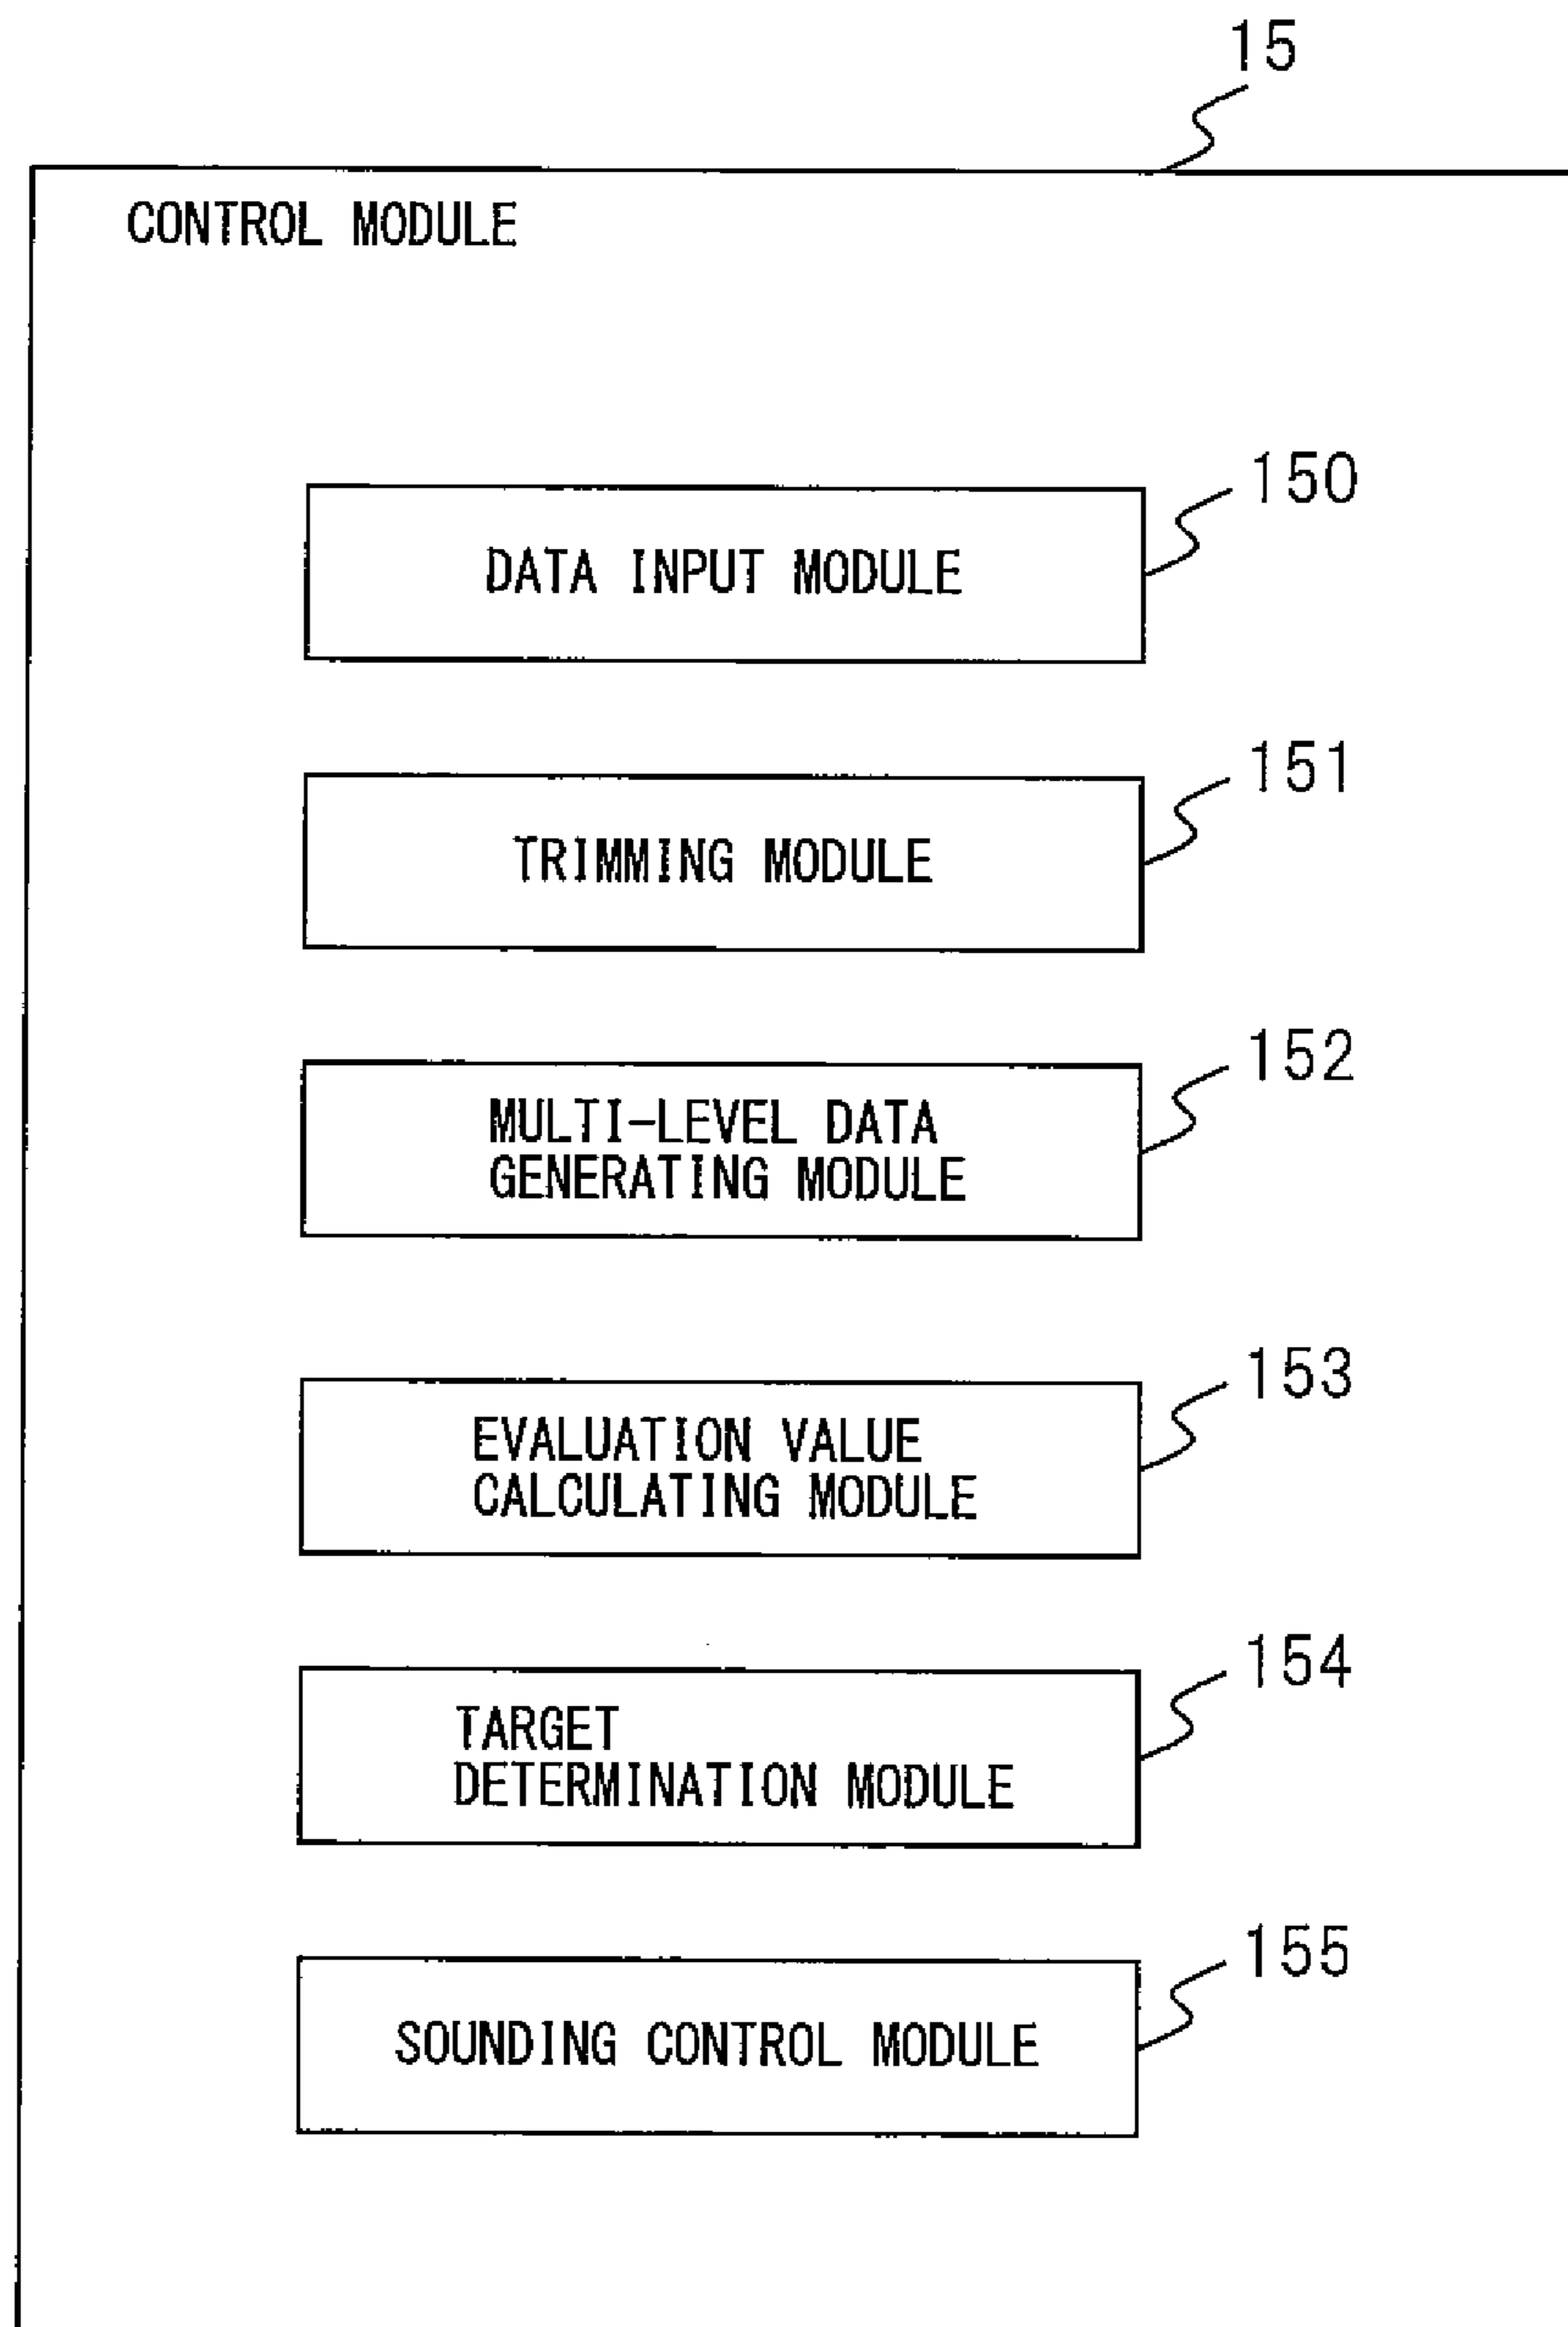 15
CONTROL MODULE
150
DATA INPUT MODULE
151
TRIMMING MODULE
152
MULTI-LEVEL DATA
GENERATING MODULE
153
EVALUATION VALUE
CALCULATING MODULE
154
TARGET
DETERMINATION MODULE
155
SOUNDING CONTROL MODULE